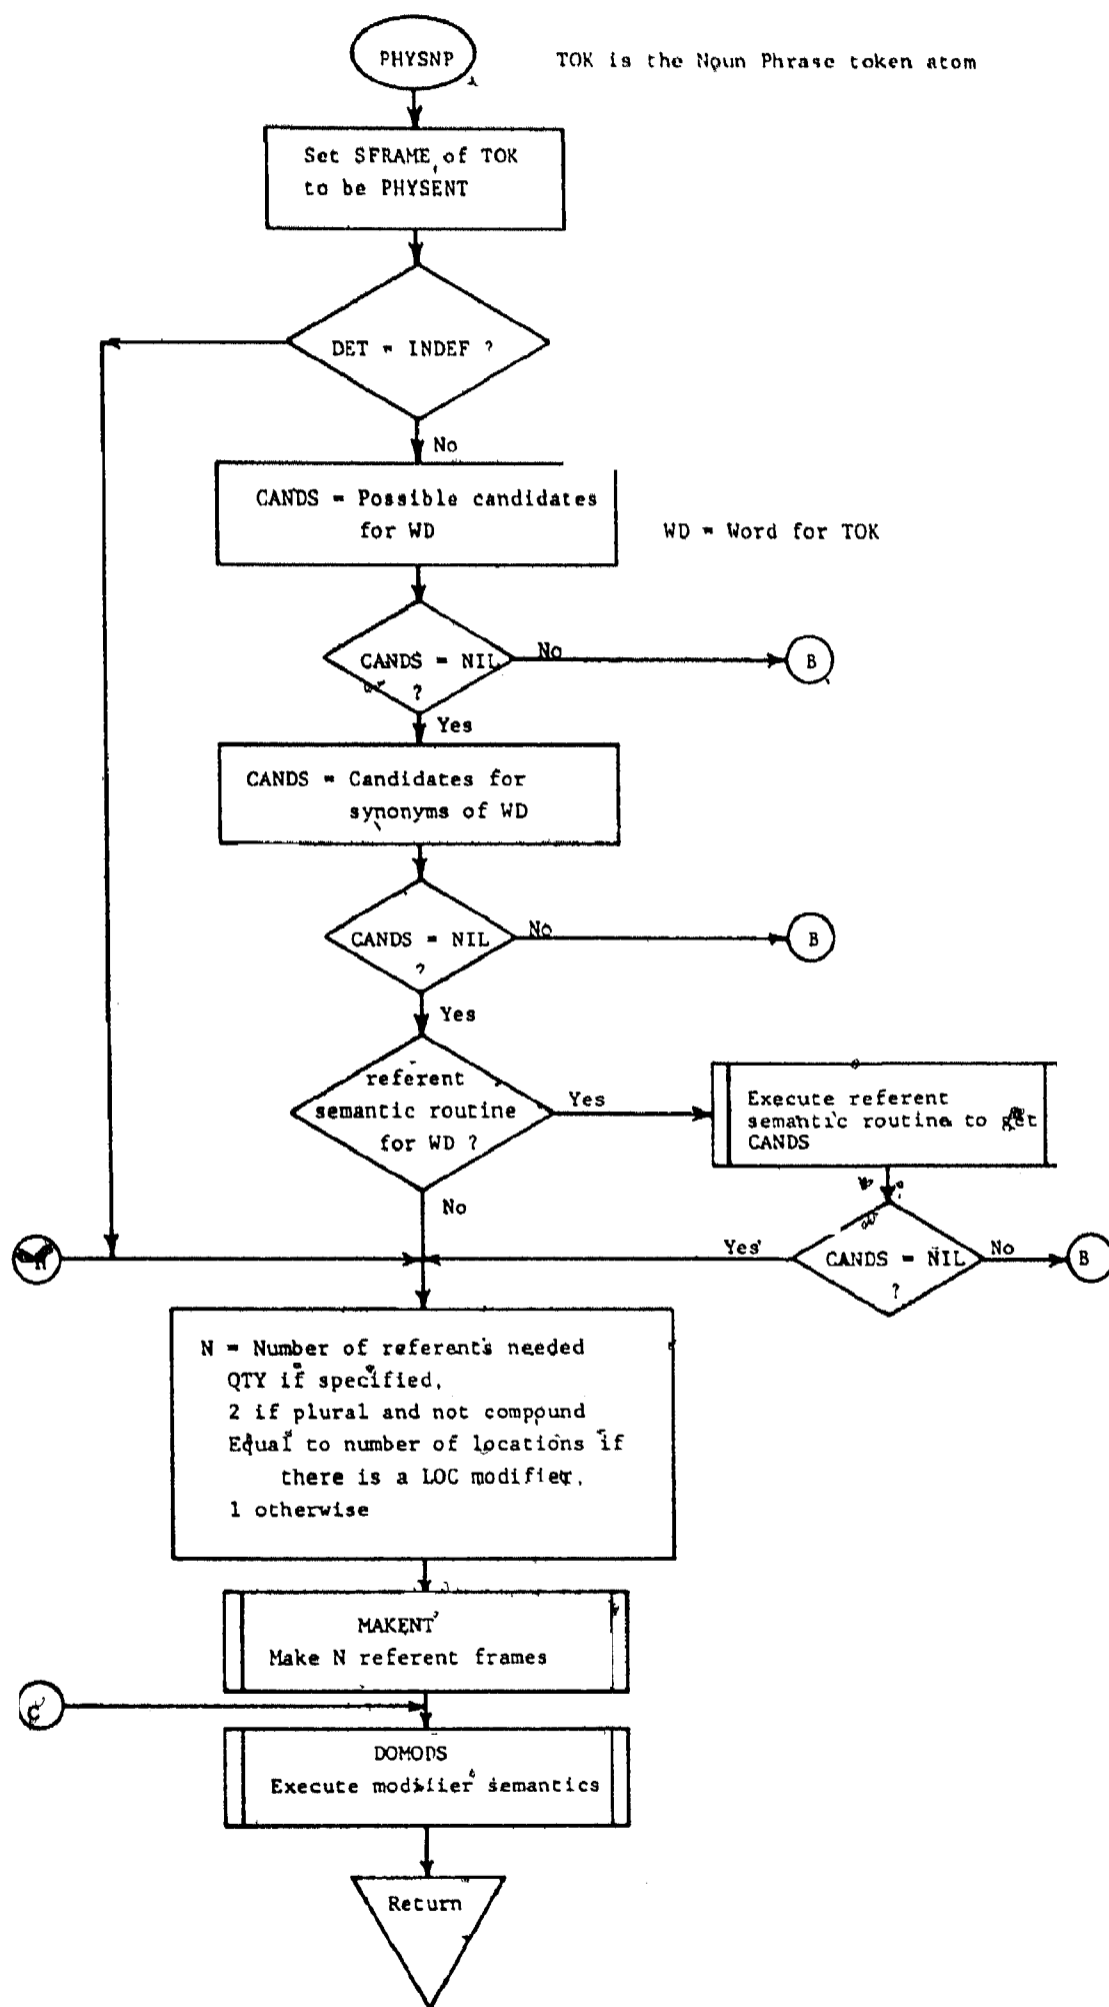 PHYSNP
TOK is the Noun Phrase token atom
Set SFRAME of TOK
to be PHYSENT
DET = INDEF ?
No
CANDS = Possible candidates
for WD
WD = Word for TOK
CANDS = NIL
?
No
B
Yes
CANDS = Candidates for
synonyms of WD
CANDS = NIL
?
No
B
Yes
referent
semantic routine
for WD ?
Yes
Execute referent
semantic routine to get
CANDS
No
Yes
CANDS = NIL
?
No
B
N = Number of referents needed
QTY if specified,
2 if plural and not compound
Equal to number of locations if
there is a LOC modifier,
1 otherwise
MAKENT
Make N referent frames
C
DOMODS
Execute modifier semantics
Return